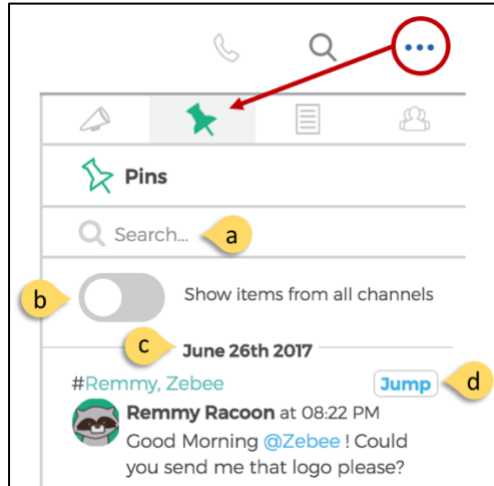 Pins
Search...
a
b
Show items from all channels
c
June 26th 2017
#Remmy, Zebee
Jump
d
Remmy Racoon at 08:22 PM
Good Morning @Zebee ! Could
you send me that logo please?